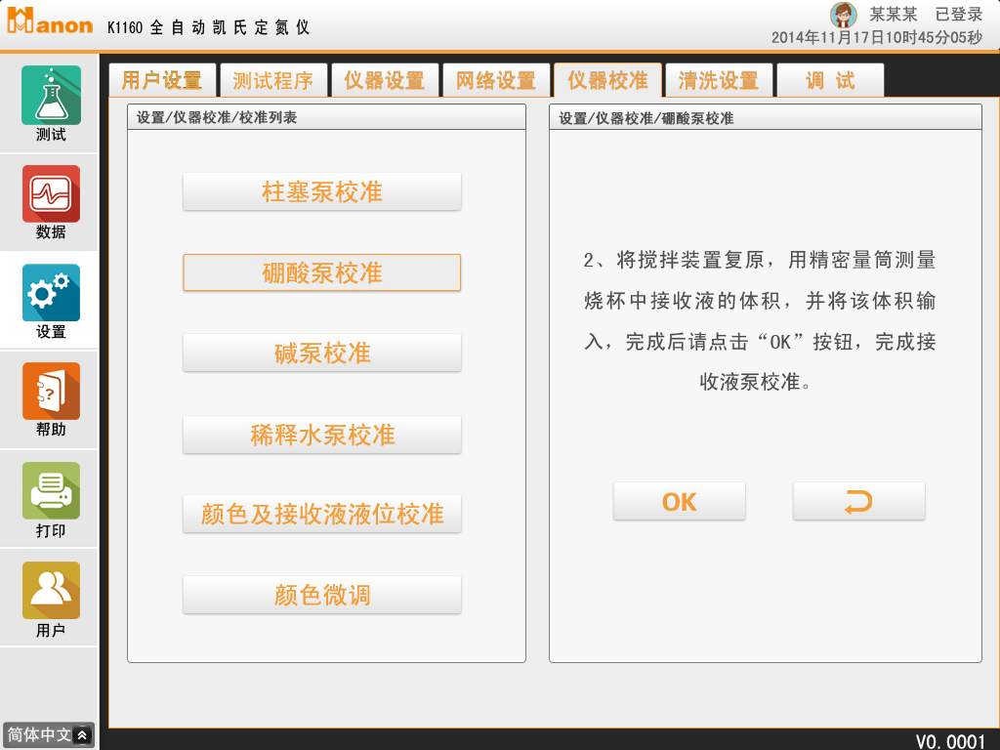 Hanon K1160 全自动凯氏定氮仪
某某某 已登录
2014年11月17日10时45分05秒
用户设置 测试程序 仪器设置 网络设置 仪器校准 清洗设置 调 试
测试
数据
设置
帮助
打印
用户
简体中文
设置/仪器校准/校准列表
柱塞泵校准
硼酸泵校准
碱泵校准
稀释水泵校准
颜色及接收液液位校准
颜色微调
设置/仪器校准/硼酸泵校准
2、将搅拌装置复原，用精密量筒测量
烧杯中接收液的体积，并将该体积输
入，完成后请点击“OK”按钮，完成接
收液泵校准。
OK
V0.0001